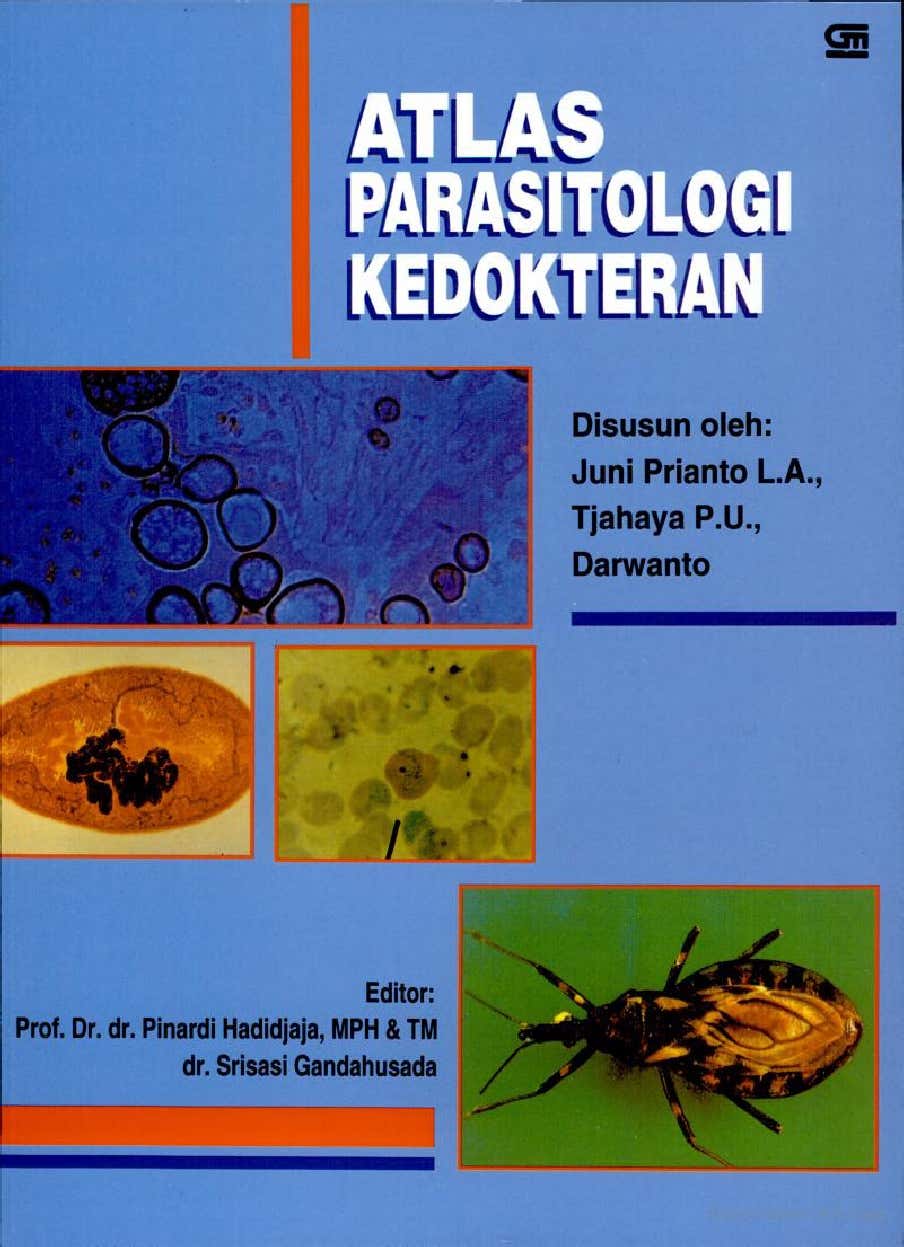 GM
ATLAS
PARASITOLOGI
KEDOKTERAN
Disusun oleh:
Juni Prianto L.A.,
Tjahaya P.U.,
Darwanto
Editor:
Prof. Dr. dr. Pinardi Hadidjaja, MPH & TM
dr. Srisasi Gandahusada